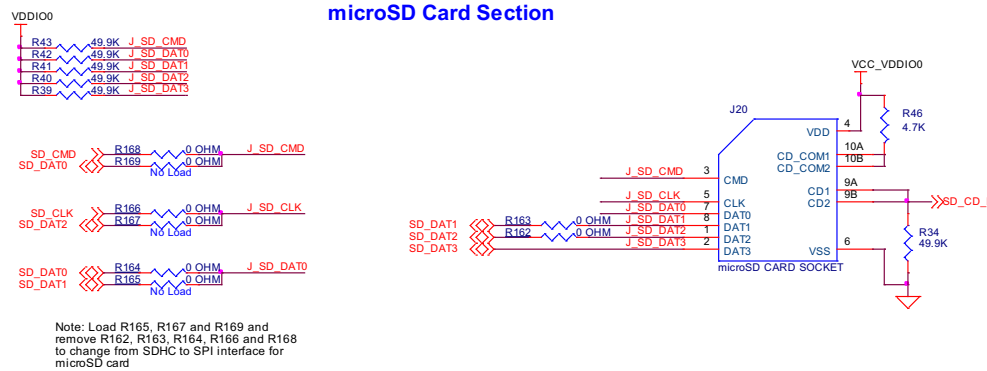 microSD Card Section
VDDIO0
R43 49.9K J_SD_CMD
R42 49.9K J_SD_DAT0
R41 49.9K J_SD_DAT1
R40 49.9K J_SD_DAT2
R39 49.9K J_SD_DAT3
SD_CMD R168 0 OHM J_SD_CMD
SD_DAT0 R169 0 OHM
No Load
SD_CLK R166 0 OHM J_SD_CLK
SD_DAT2 R167 0 OHM
No Load
SD_DAT0 R164 0 OHM J_SD_DAT0
SD_DAT1 R165 0 OHM
No Load
Note: Load R165, R167 and R169 and
remove R162, R163, R164, R166 and R168
to change from SDHC to SPI interface for
microSD card
VCC_VDDIO0
J20
R46
4.7K
4 VDD
10A CD_COM1
10B CD_COM2
J_SD_CMD 3 CMD
9A CD1
J_SD_CLK 5 CLK
9B CD2 SD_CD_
J_SD_DAT0 7 DAT0
SD_DAT1 R163 0 OHM J_SD_DAT1 8 DAT1
SD_DAT2 R162 0 OHM J_SD_DAT2 1 DAT2
SD_DAT3 J_SD_DAT3 2 DAT3
R34
49.9K
6 VSS
microSD CARD SOCKET